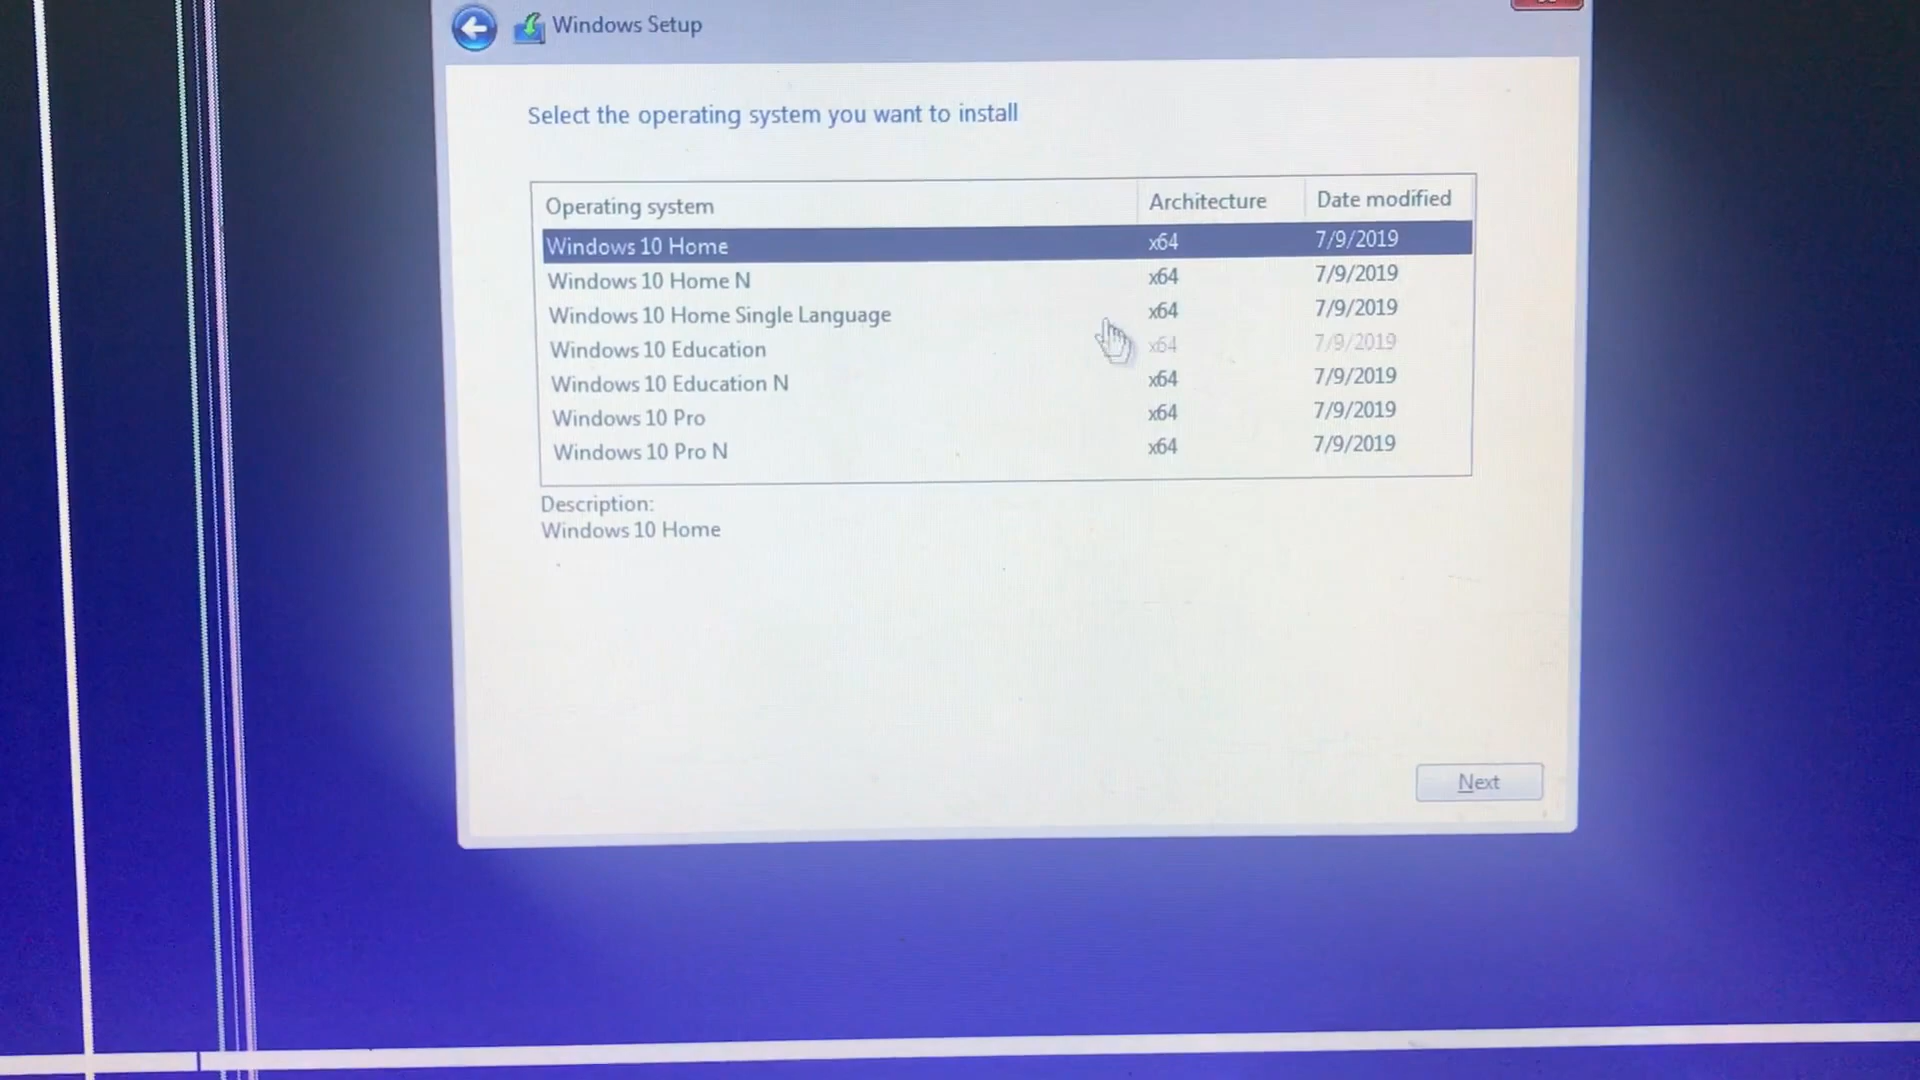 Windows Setup
Select the operating system you want to install
Operating system Architecture Date modified
Windows 10 Home x64 7/9/2019
Windows 10 Home N x64 7/9/2019
Windows 10 Home Single Language x64 7/9/2019
Windows 10 Education x64 7/9/2019
Windows 10 Education N x64 7/9/2019
Windows 10 Pro x64 7/9/2019
Windows 10 Pro N x64 7/9/2019
Description:
Windows 10 Home
Next